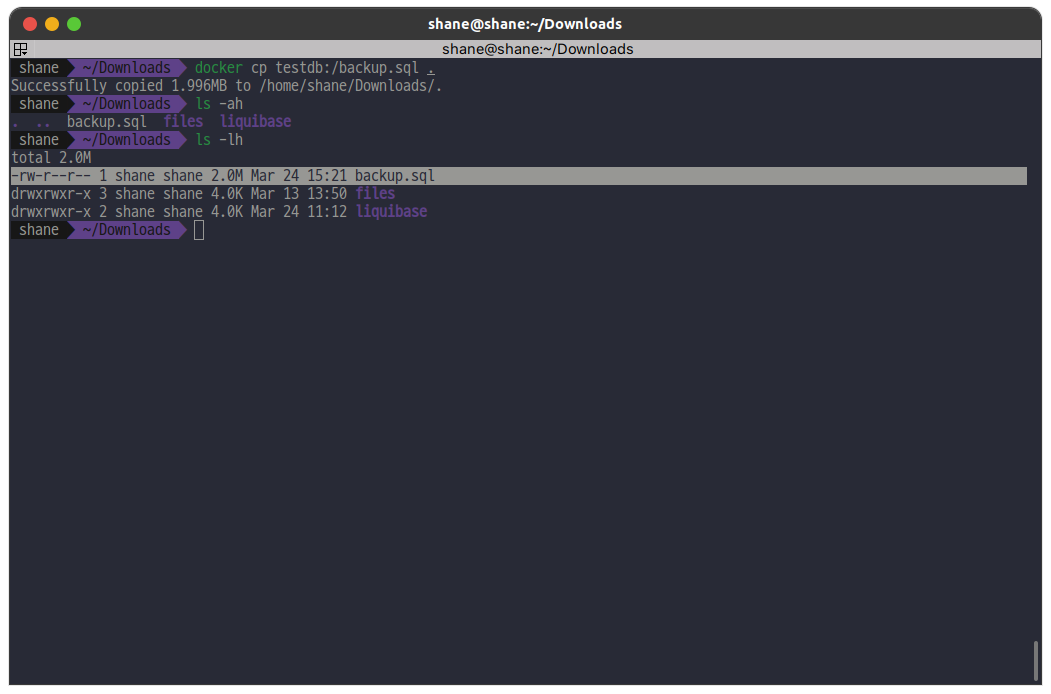 shane@shane:~/Downloads
shane@shane:~/Downloads
shane ~/Downloads docker cp testdb:/backup.sql .
Successfully copied 1.996MB to /home/shane/Downloads/.
shane ~/Downloads ls -ah
. .. backup.sql files liquibase
shane ~/Downloads ls -lh
total 2.0M
-rw-r--r-- 1 shane shane 2.0M Mar 24 15:21 backup.sql
drwxrwxr-x 3 shane shane 4.0K Mar 13 13:50 files
drwxrwxr-x 2 shane shane 4.0K Mar 24 11:12 liquibase
shane ~/Downloads